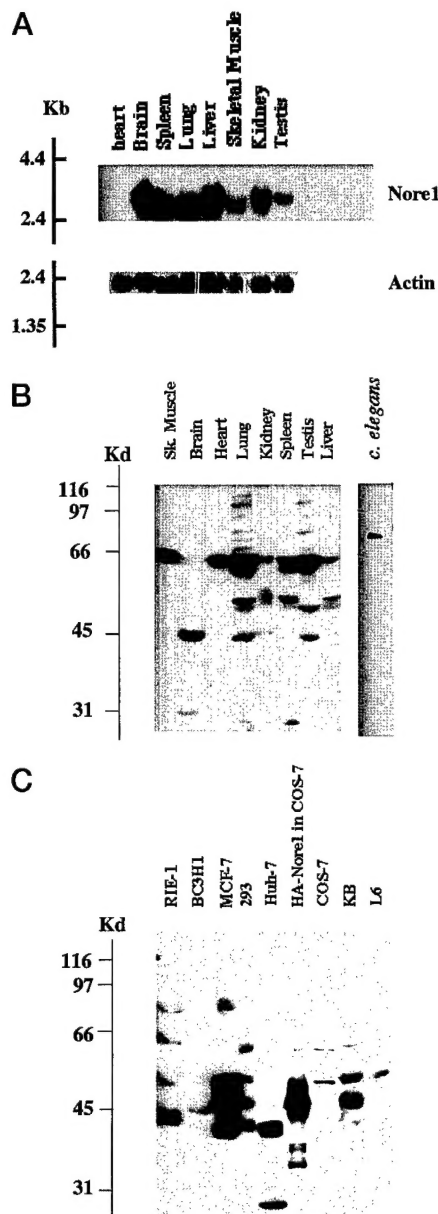 A
Kb
heart
Brain
Spleen
Lung
Liver
Skeletal Muscle
Kidney
Testis
4.4
2.4
Nore1
2.4
1.35
Actin
B
Kd
Sk. Muscle
Brain
Heart
Lung
Kidney
Spleen
Testis
Liver
c. elegans
116
97
66
45
31
C
Kd
RIE-1
BC3H1
MCF-7
293
Huh-7
HA-Nore1 in COS-7
COS-7
KB
L6
116
97
66
45
31